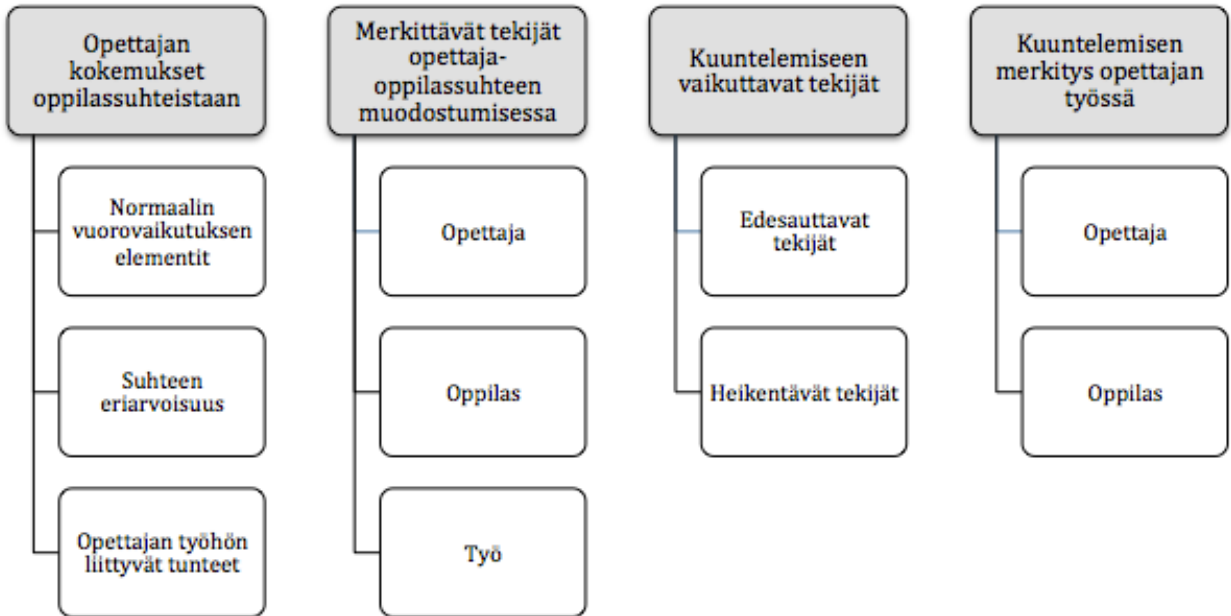 Opettajan
kokemukset
oppilassuhteistaan
Normaalin
vuorovaikutuksen
elementit
Suhteen
eriarvoisuus
Opettajan työhön
liittyvät tunteet
Merkittävät tekijät
opettaja-
oppilassuhteen
muodostumisessa
Opettaja
Oppilas
Työ
Kuuntelemiseen
vaikuttavat tekijät
Edesauttavat
tekijät
Heikentävät tekijät
Kuuntelemisen
merkitys opettajan
työssä
Opettaja
Oppilas